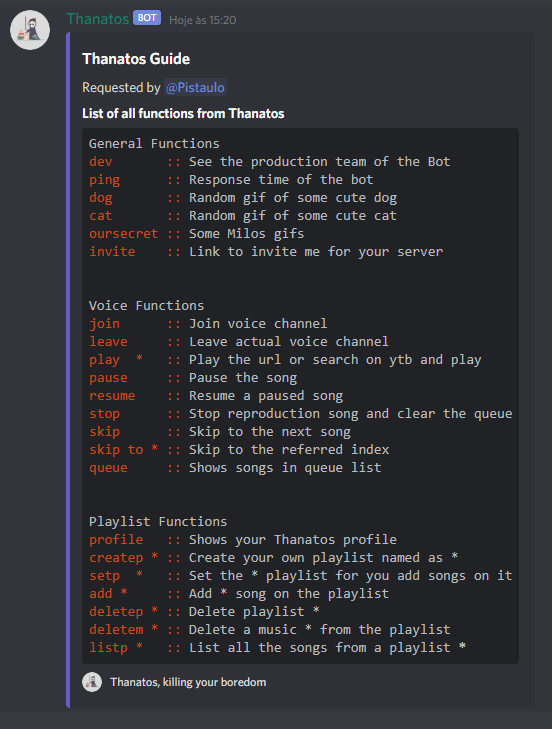 Thanatos BOT Hoje às 15:20
Thanatos Guide
Requested by @Pistaulo
List of all functions from Thanatos
General Functions
dev :: See the production team of the Bot
ping :: Response time of the bot
dog :: Random gif of some cute dog
cat :: Random gif of some cute cat
oursecret :: Some Milos gifs
invite :: Link to invite me for your server
Voice Functions
join :: Join voice channel
leave :: Leave actual voice channel
play * :: Play the url or search on ytb and play
pause :: Pause the song
resume :: Resume a paused song
stop :: Stop reproduction song and clear the queue
skip :: Skip to the next song
skip to * :: Skip to the referred index
queue :: Shows songs in queue list
Playlist Functions
profile :: Shows your Thanatos profile
createp * :: Create your own playlist named as *
setp * :: Set the * playlist for you add songs on it
add * :: Add * song on the playlist
deletep * :: Delete playlist *
deletem * :: Delete a music * from the playlist
listp * :: List all the songs from a playlist *
Thanatos, killing your boredom